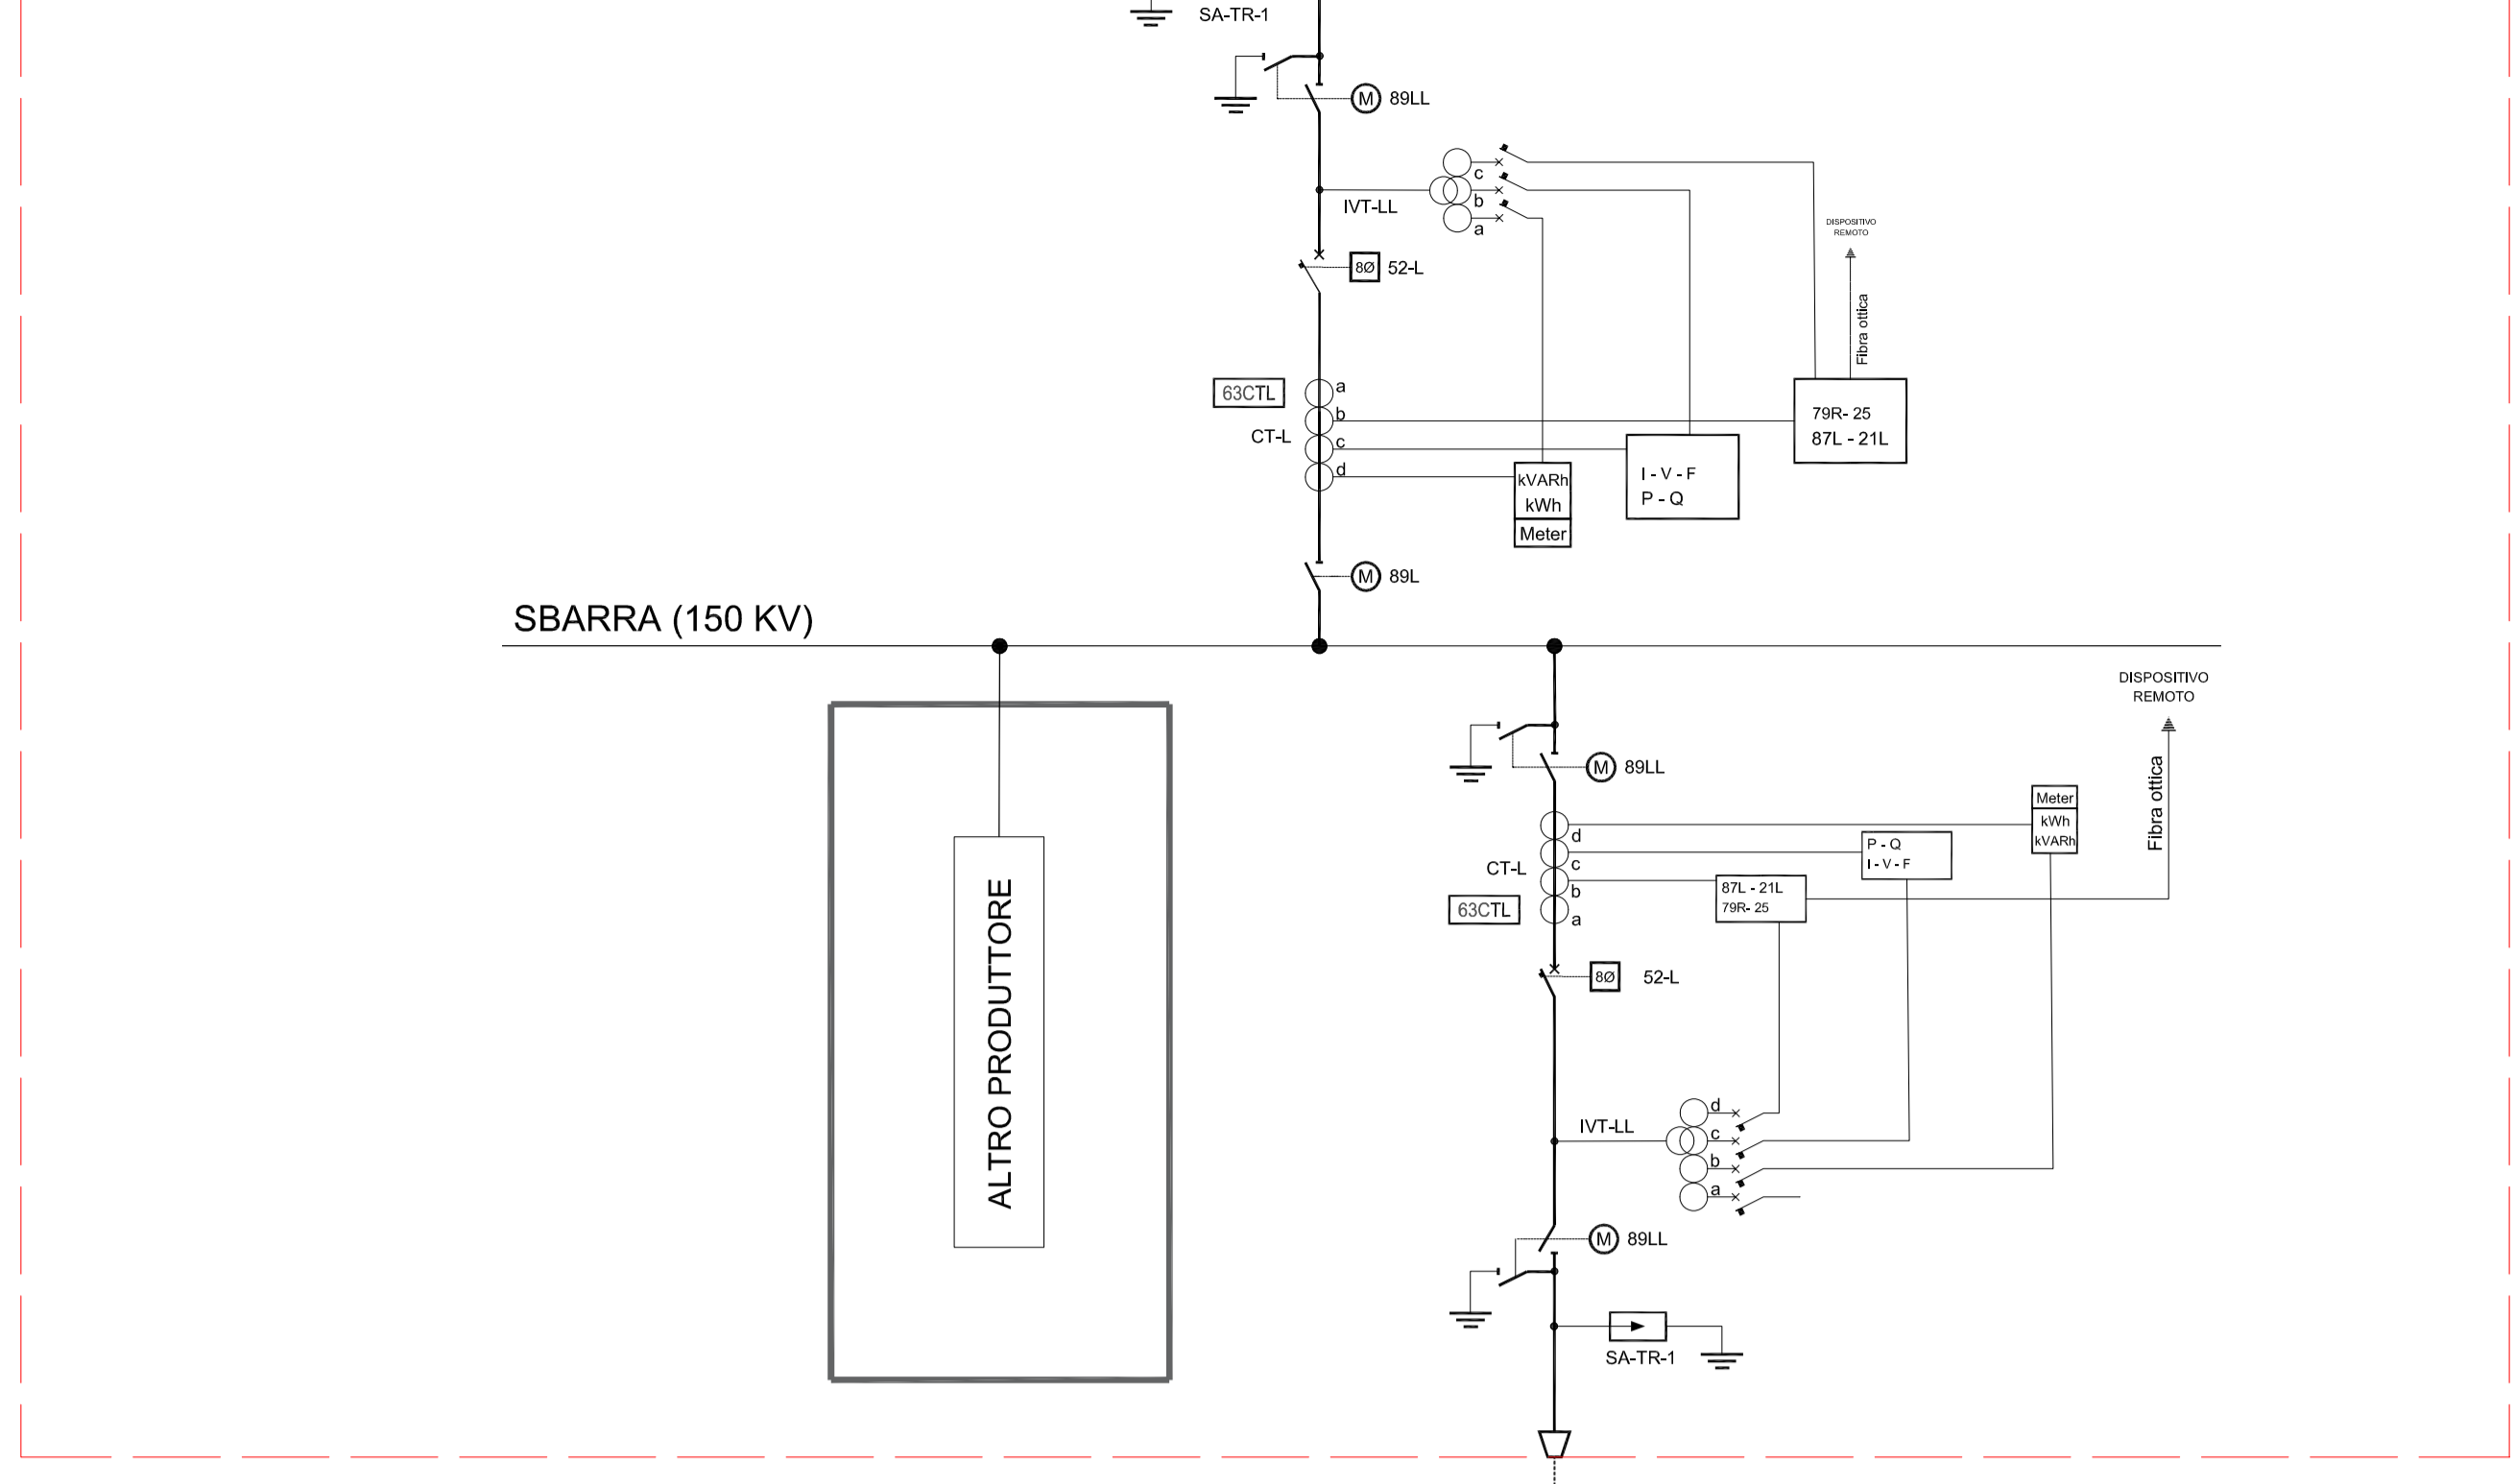 SA-TR-1
M 89LL
c
b
a
IVT-LL
DISPOSITIVO
REMOTO
Fibra ottica
8Ø 52-L
63CTL
a
b
c
d
CT-L
79R- 25
87L - 21L
I - V - F
P - Q
kVARh
kWh
Meter
M 89L
SBARRA (150 KV)
ALTRO PRODUTTORE
DISPOSITIVO
REMOTO
Fibra ottica
M 89LL
Meter
kWh
kVARh
P - Q
I - V - F
87L - 21L
79R- 25
d
c
b
a
CT-L
63CTL
8Ø 52-L
IVT-LL
d
c
b
a
M 89LL
SA-TR-1